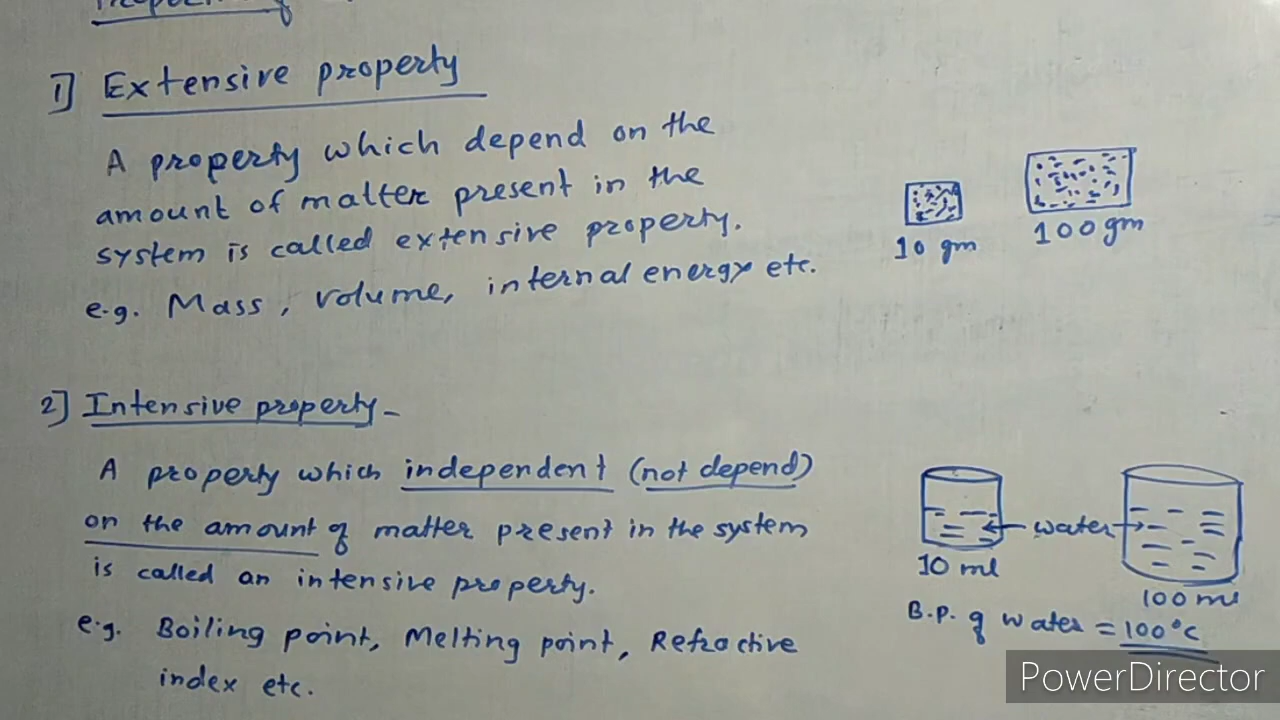 1] Extensive property
A property which depend on the
amount of matter present in the
system is called extensive property.
e.g. Mass, volume, internal energy etc.
10 gm
100 gm
2] Intensive property-
A property which independent (not depend)
on the amount of matter present in the system
is called an intensive property.
e.g. Boiling point, Melting point, Refractive
index etc.
water
10 ml
100 ml
B.P. of water = 100°C
PowerDirector